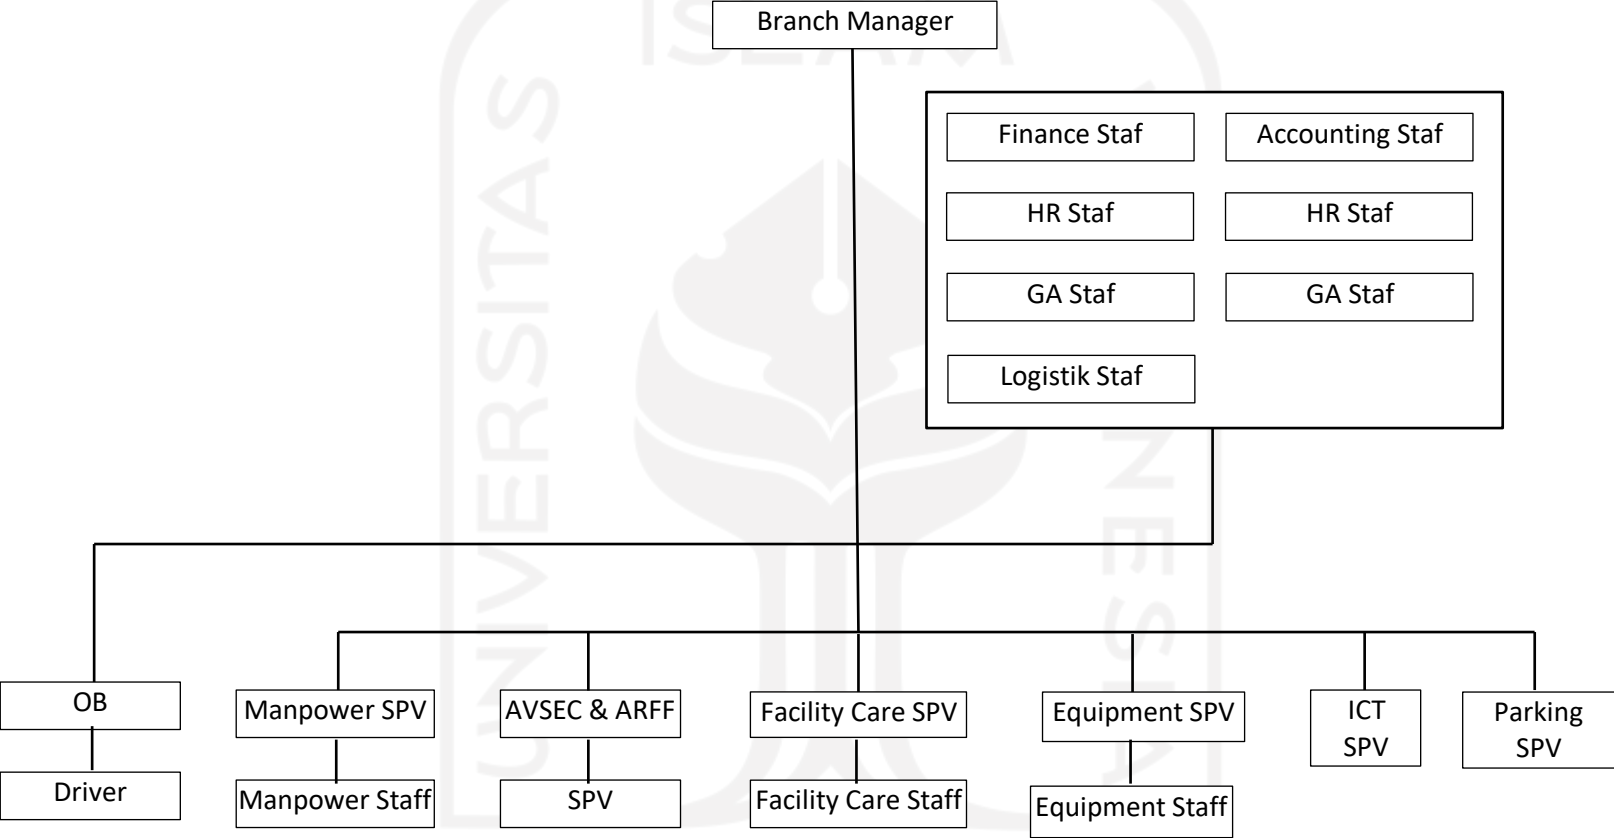 Branch Manager
Finance Staf
Accounting Staf
HR Staf
HR Staf
GA Staf
GA Staf
Logistik Staf
OB
Manpower SPV
AVSEC & ARFF
Facility Care SPV
Equipment SPV
ICT
SPV
Parking
SPV
Driver
Manpower Staff
SPV
Facility Care Staff
Equipment Staff
UNIVERSITAS
ISLAM